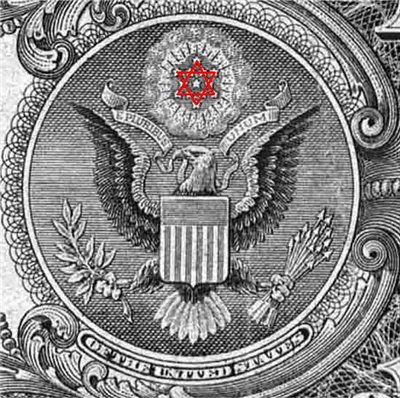 E PLURIBUS UNUM
OF THE UNITED STATES